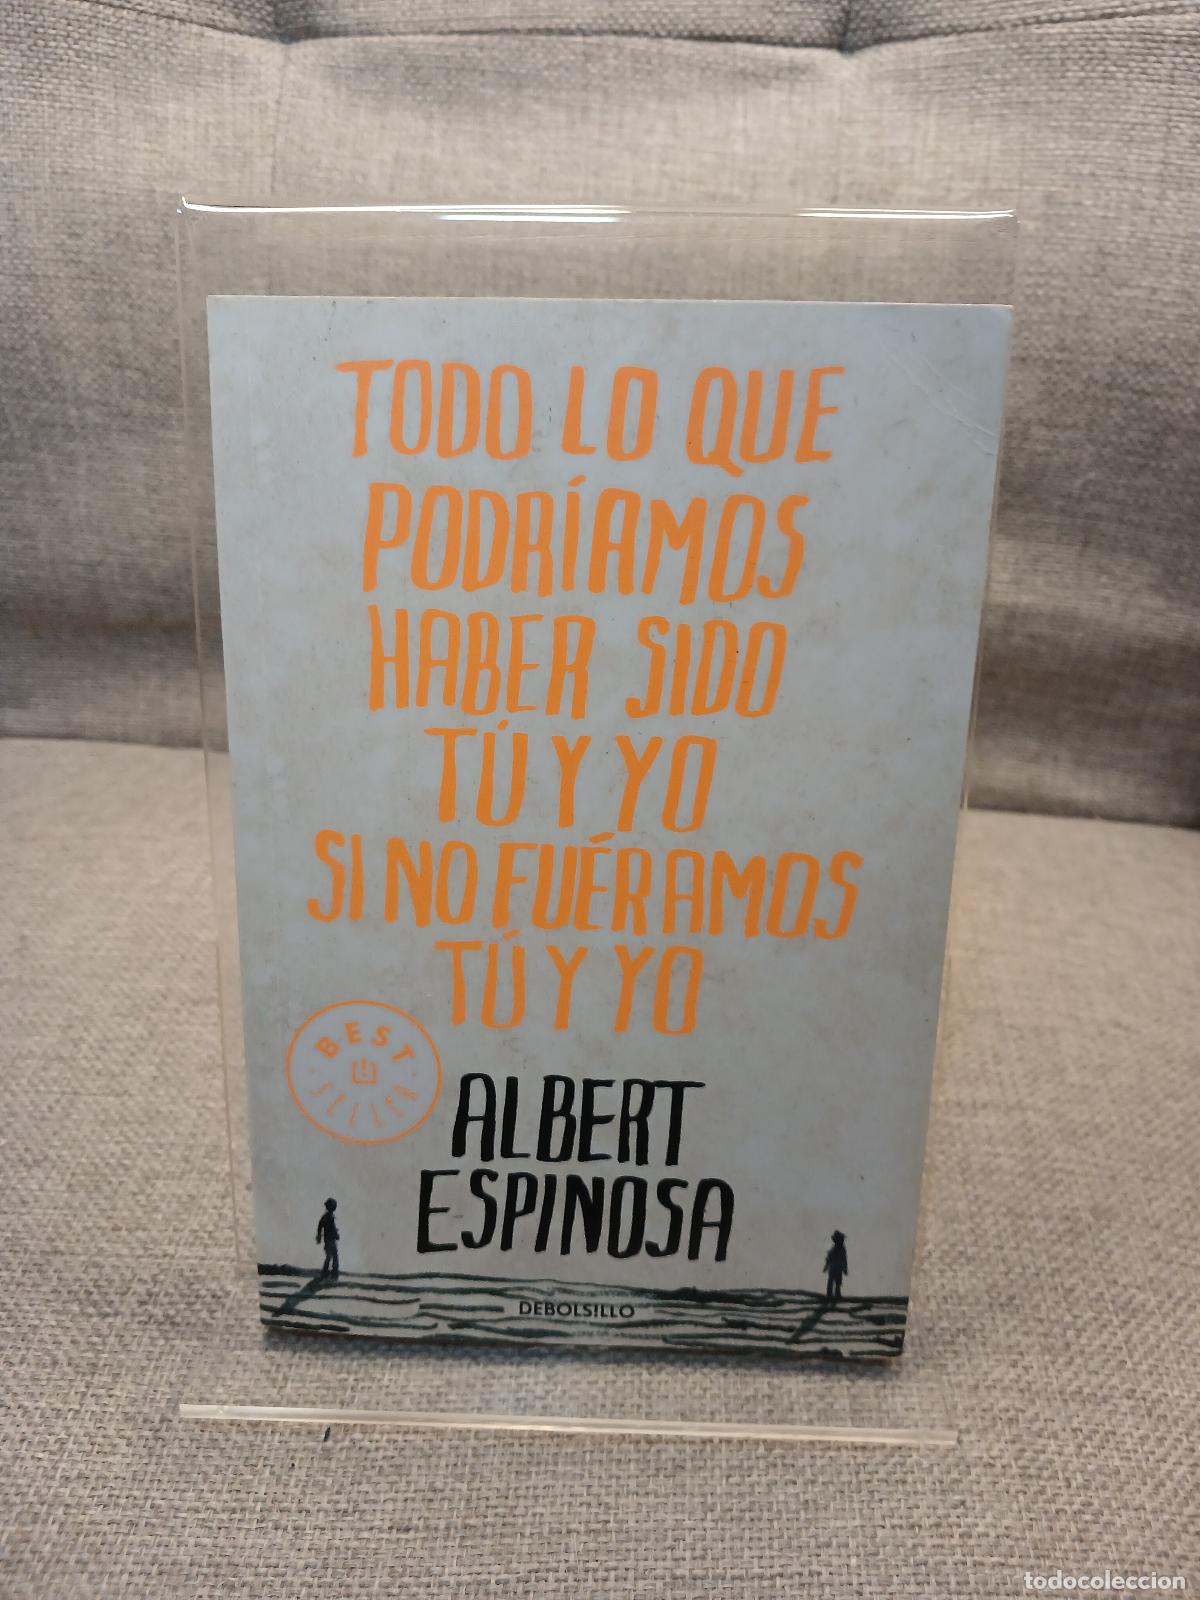 TODO LO QUE
PODRÍAMOS
HABER SIDO
TÚ Y YO
SI NO FUÉRAMOS
TÚ Y YO
BEST
SELLER
ALBERT
ESPINOSA
DEBOLSILLO
todocoleccion